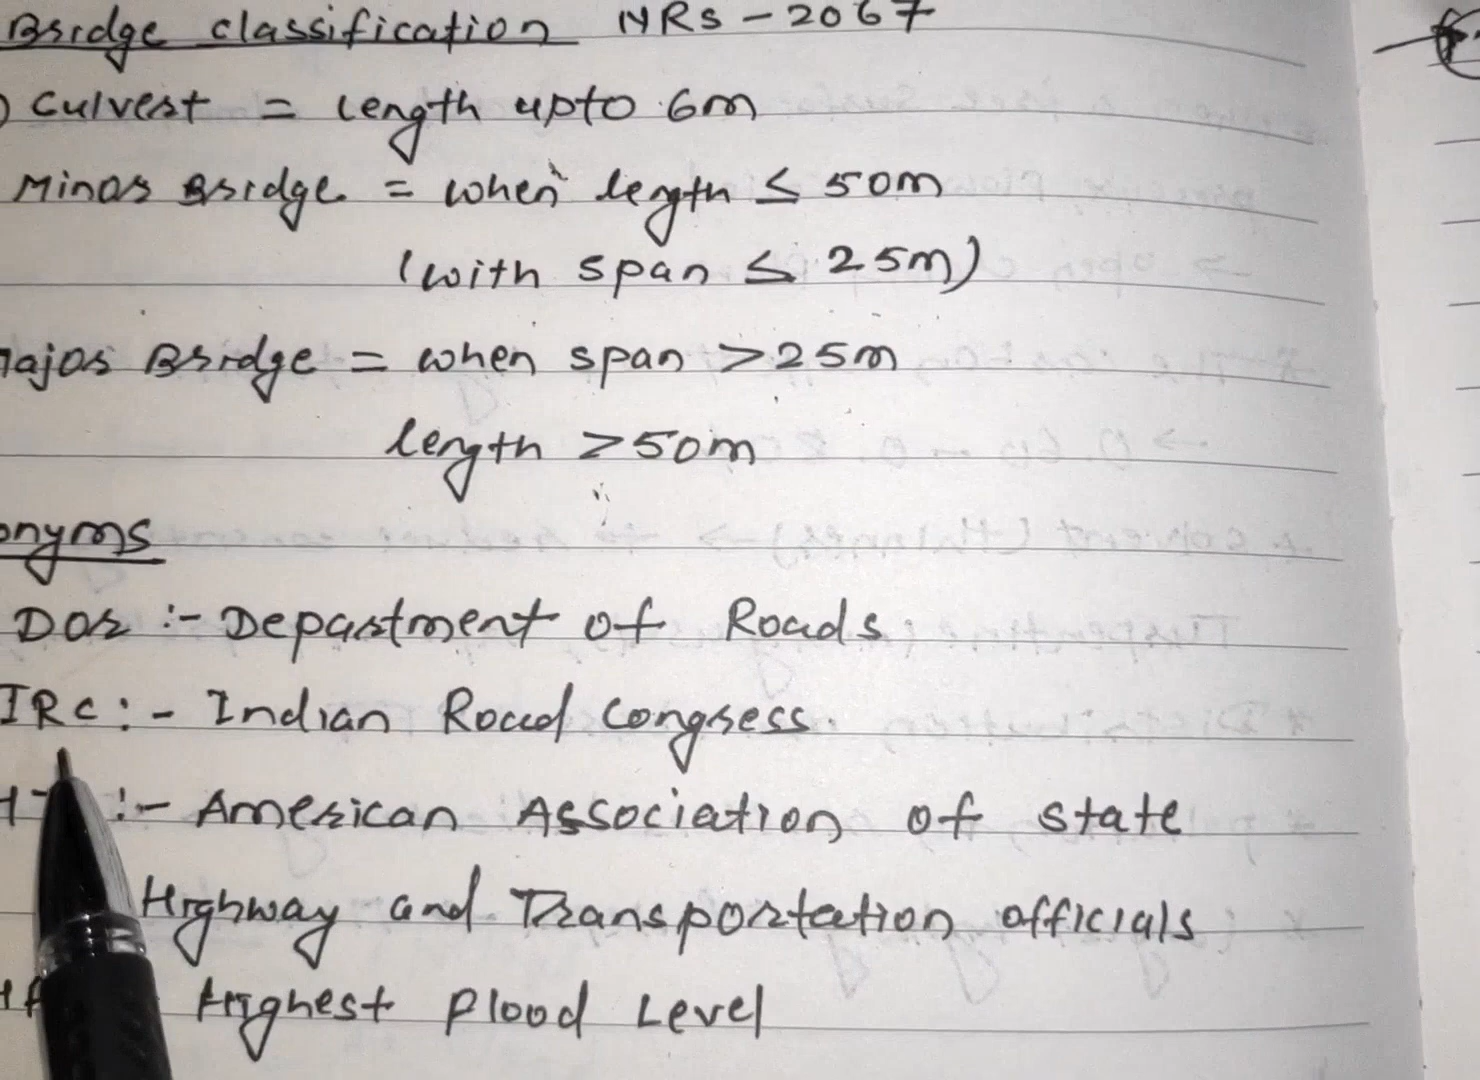 Bridge classification NRS - 2067
Culvert = length upto 6m
Minor Bridge = when length ≤ 50m
(with span ≤ 25m)
Major Bridge = when span > 25m
length > 50m
onyms
DOR :- Department of Roads
IRC :- Indian Road Congress.
:- American Association of state
Highway and Transportation officials
Highest Flood Level